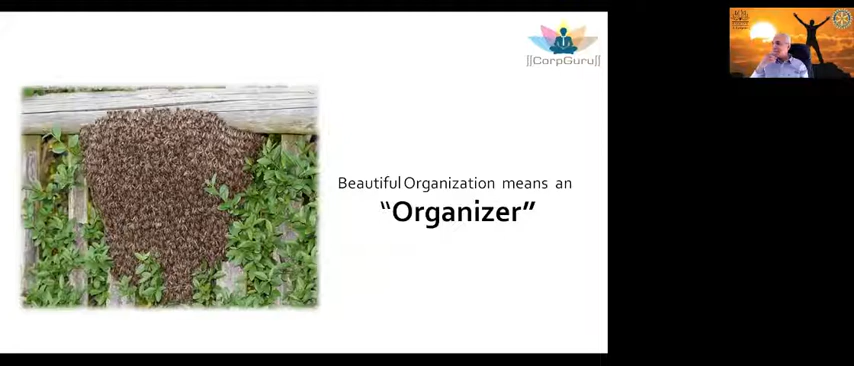 ||CorpGuru||
Beautiful Organization means an
“Organizer”